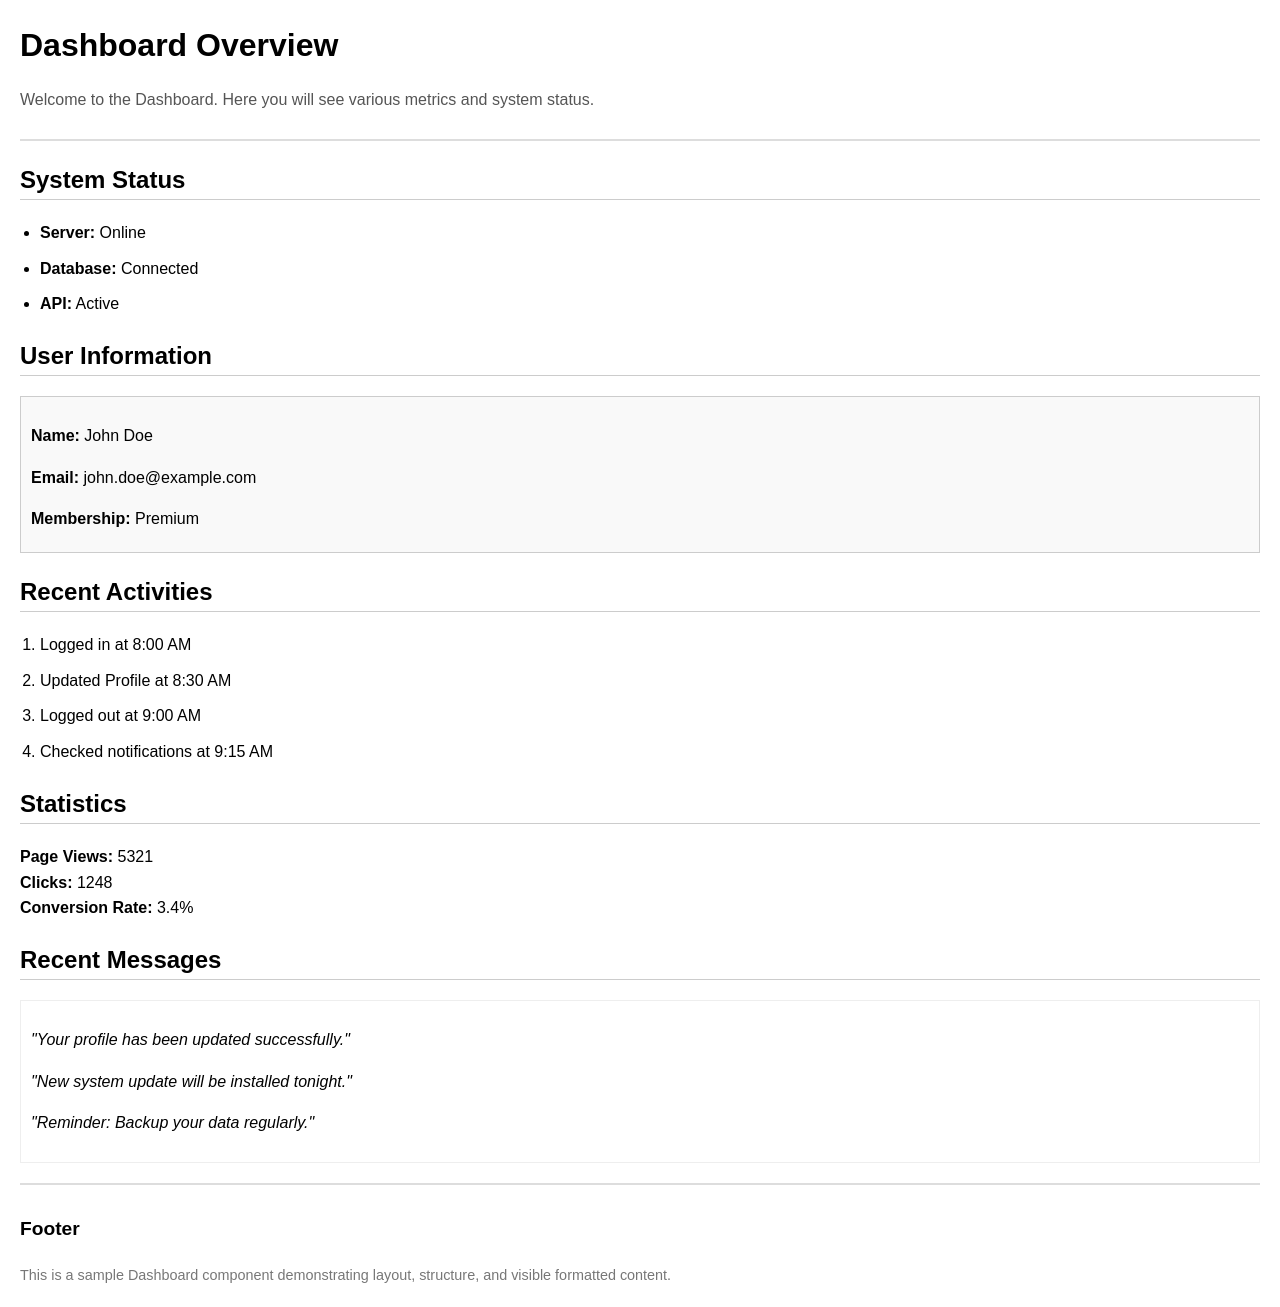 Dashboard Overview
Welcome to the Dashboard. Here you will see various metrics and system status.
System Status
• Server: Online
• Database: Connected
• API: Active
User Information
Name: John Doe
Email: john.doe@example.com
Membership: Premium
Recent Activities
1. Logged in at 8:00 AM
2. Updated Profile at 8:30 AM
3. Logged out at 9:00 AM
4. Checked notifications at 9:15 AM
Statistics
Page Views: 5321
Clicks: 1248
Conversion Rate: 3.4%
Recent Messages
"Your profile has been updated successfully."
"New system update will be installed tonight."
"Reminder: Backup your data regularly."
Footer
This is a sample Dashboard component demonstrating layout, structure, and visible formatted content.